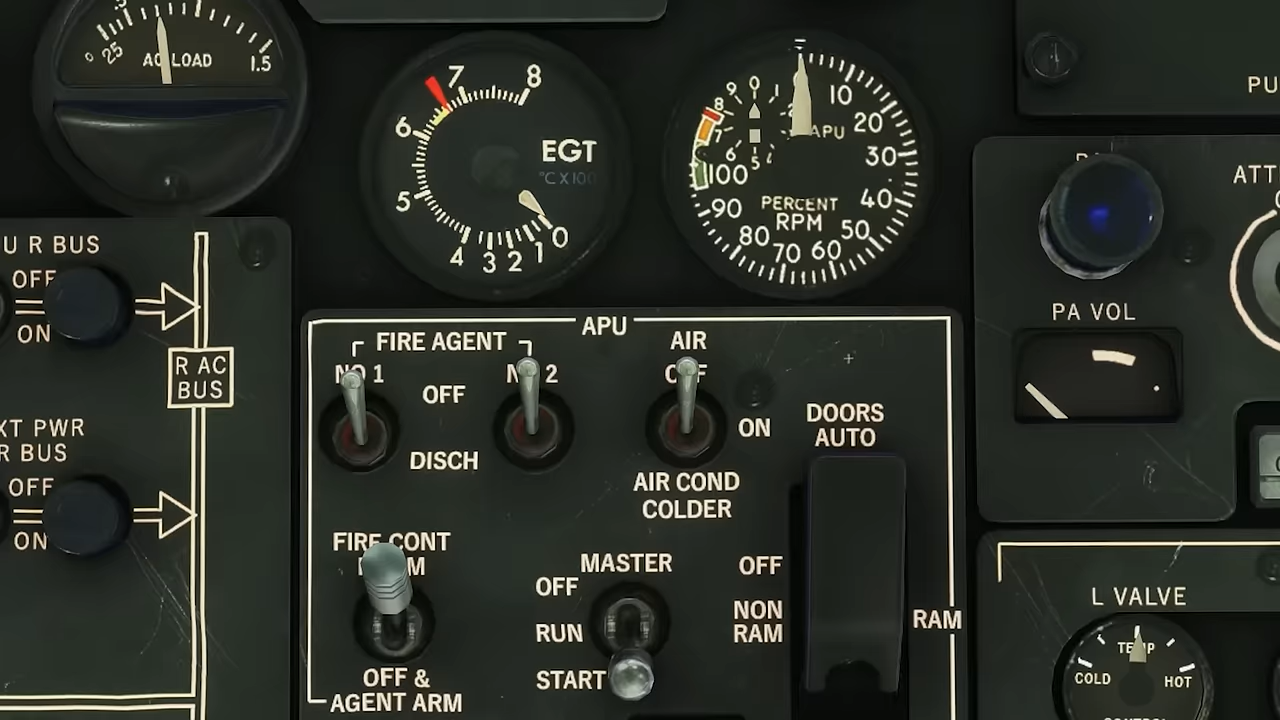 .5
0
.25
AC LOAD
1.5
7
8
6
EGT
°C X 100
5
4
3
2
1
0
9
0
1
8
7
6
5
4
APU
10
20
30
100
40
90
PERCENT
RPM
50
80
70
60
PU
ATT
R BUS
OFF
ON
R AC
BUS
PWR
R BUS
OFF
ON
PA VOL
APU
FIRE AGENT
NO 1
NO 2
OFF
DISCH
AIR
OFF
ON
AIR COND
COLDER
DOORS
AUTO
FIRE CONT
OFF &
AGENT ARM
MASTER
OFF
RUN
START
OFF
NON
RAM
RAM
L VALVE
TEMP
COLD
HOT
CONTROL